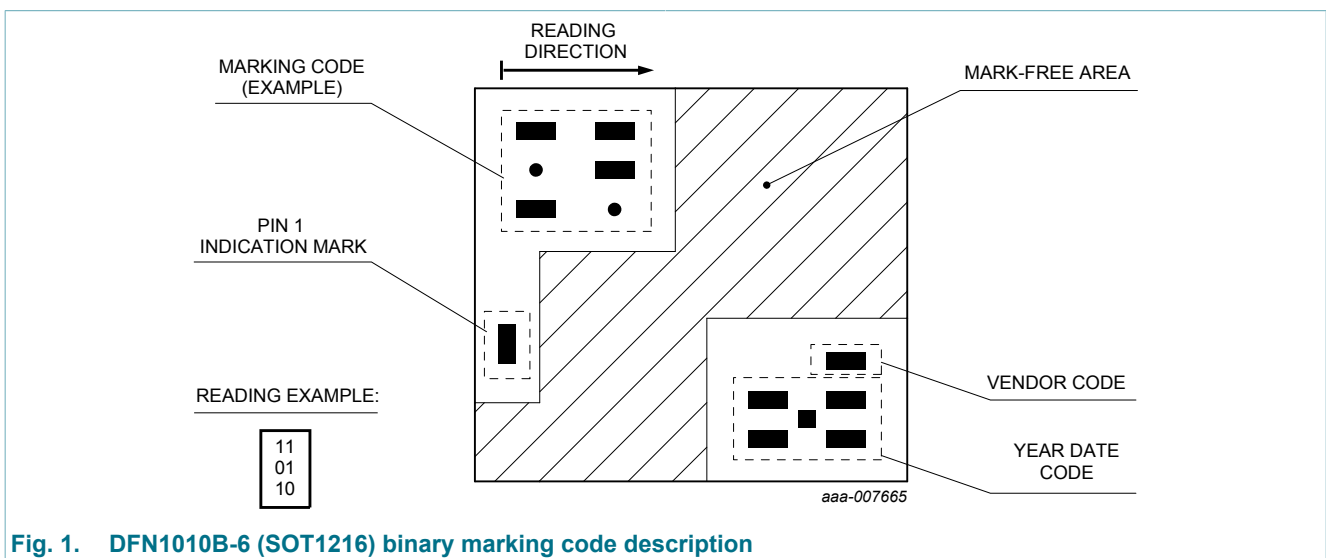 READING
DIRECTION
MARKING CODE
(EXAMPLE)
MARK-FREE AREA
PIN 1
INDICATION MARK
READING EXAMPLE:
11
01
10
VENDOR CODE
YEAR DATE
CODE
aaa-007665
Fig. 1. DFN1010B-6 (SOT1216) binary marking code description